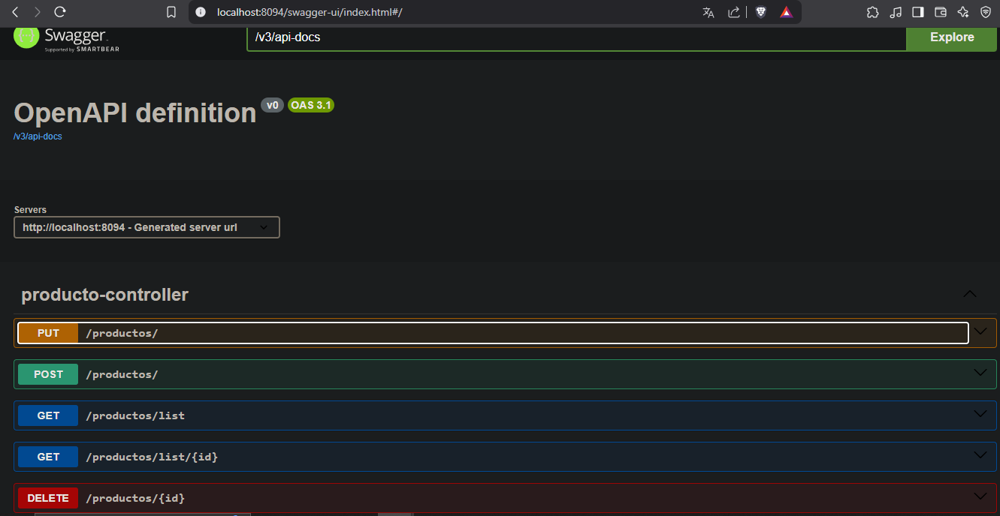 localhost:8094/swagger-ui/index.html#/
Swagger
Supported by SMARTBEAR
/v3/api-docs
Explore
OpenAPI definition v0 OAS 3.1
/v3/api-docs
Servers
http://localhost:8094 - Generated server url
producto-controller
PUT /productos/
POST /productos/
GET /productos/list
GET /productos/list/{id}
DELETE /productos/{id}